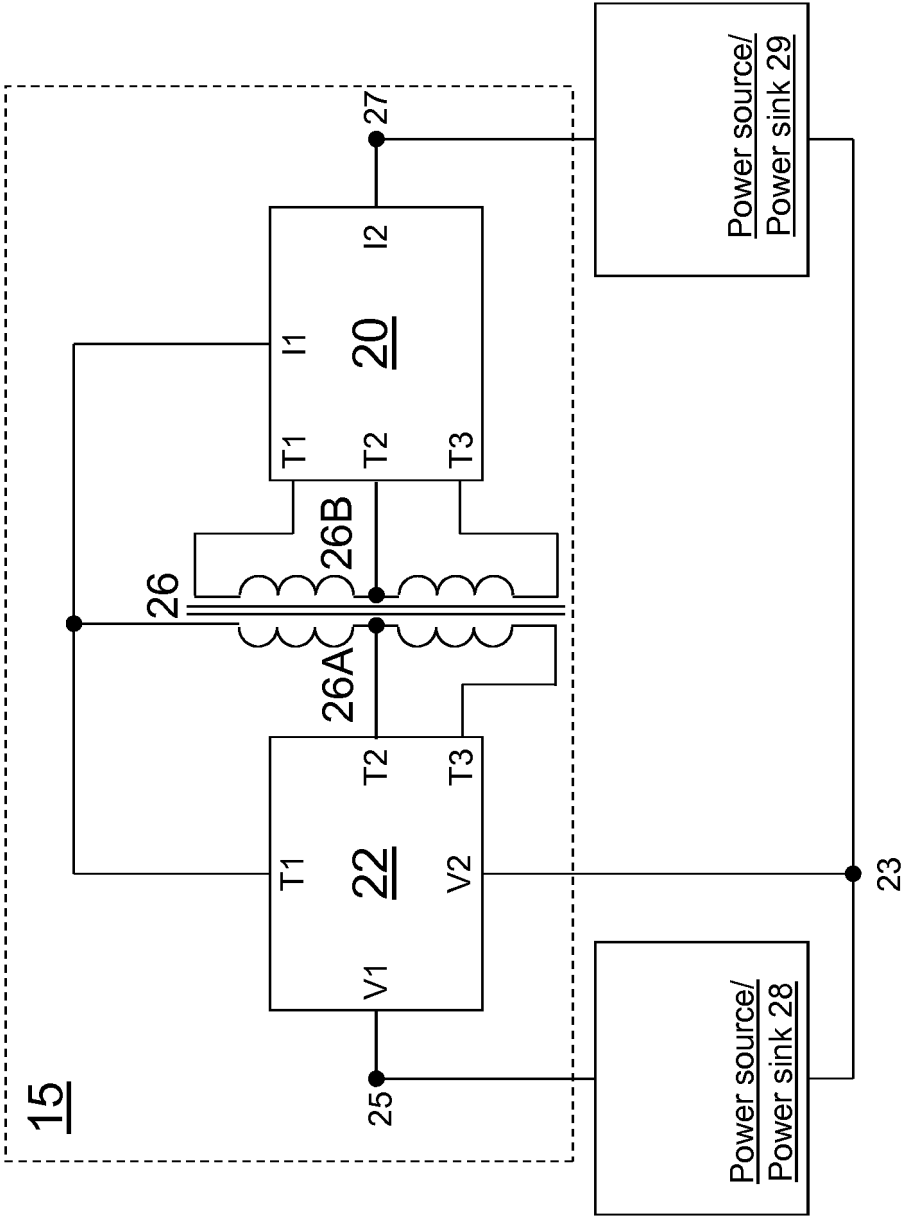 15
26
27
T1
T1
I1
V1
22
T2
26A
26B
T2
20
I2
25
V2
T3
T3
Power source/
Power sink 28
Power source/
Power sink 29
23